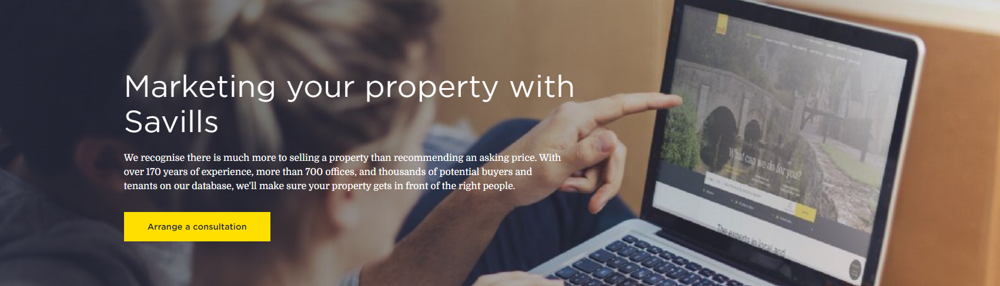 Marketing your property with
Savills
We recognise there is much more to selling a property than recommending an asking price. With
over 170 years of experience, more than 700 offices, and thousands of potential buyers and
tenants on our database, we'll make sure your property gets in front of the right people.
Arrange a consultation
What can we do for you?
The experts in local and